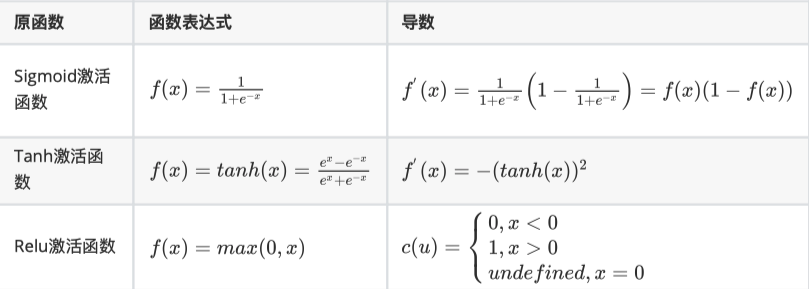 原函数 函数表达式 导数
Sigmoid激活函数 f(x) = \frac{1}{1+e^{-x}} f^{'}(x) = \frac{1}{1+e^{-x}}\left(1 - \frac{1}{1+e^{-x}}\right) = f(x)(1 - f(x))
Tanh激活函数 f(x) = tanh(x) = \frac{e^x-e^{-x}}{e^x+e^{-x}} f^{'}(x) = -(tanh(x))^2
Relu激活函数 f(x) = max(0, x) c(u) = \begin{cases} 0, x < 0 \\ 1, x > 0 \\ undefined, x = 0 \end{cases}